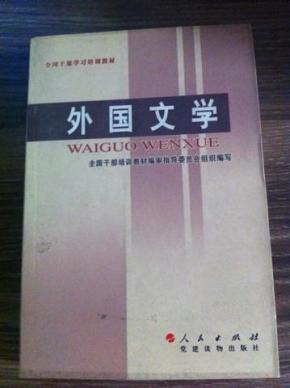 全国干部学习培训教材
外国文学
WAIGUO WENXUE
全国干部培训教材编审指导委员会组织编写
人民出版社
党建读物出版社